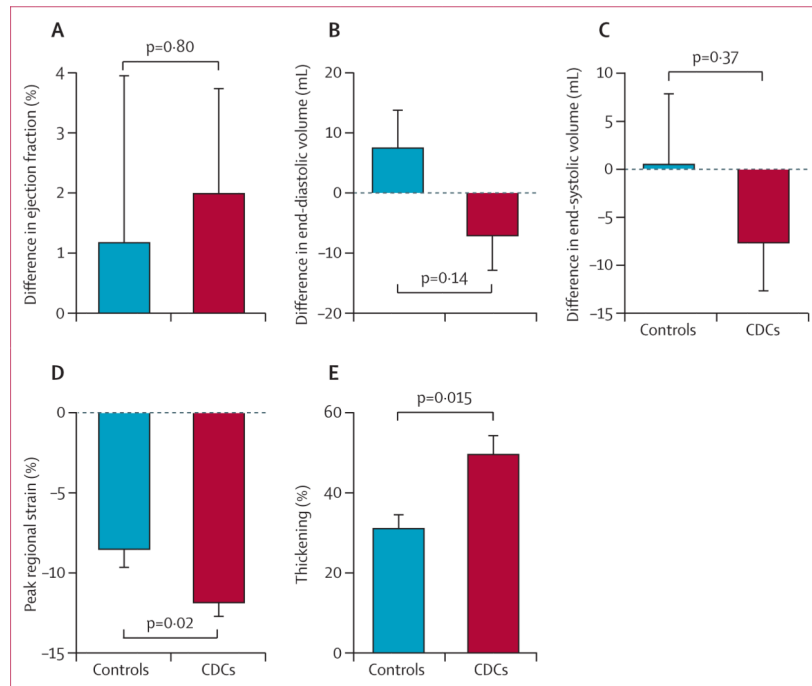 A
p=0·80
Difference in ejection fraction (%)
4
3
2
1
0
B
p=0·14
Difference in end-diastolic volume (mL)
20
10
0
−10
−20
C
p=0·37
Difference in end-systolic volume (mL)
10
5
0
−5
−10
−15
Controls CDCs
D
p=0·02
Peak regional strain (%)
0
−5
−10
−15
Controls CDCs
E
p=0·015
Thickening (%)
60
40
20
0
Controls CDCs